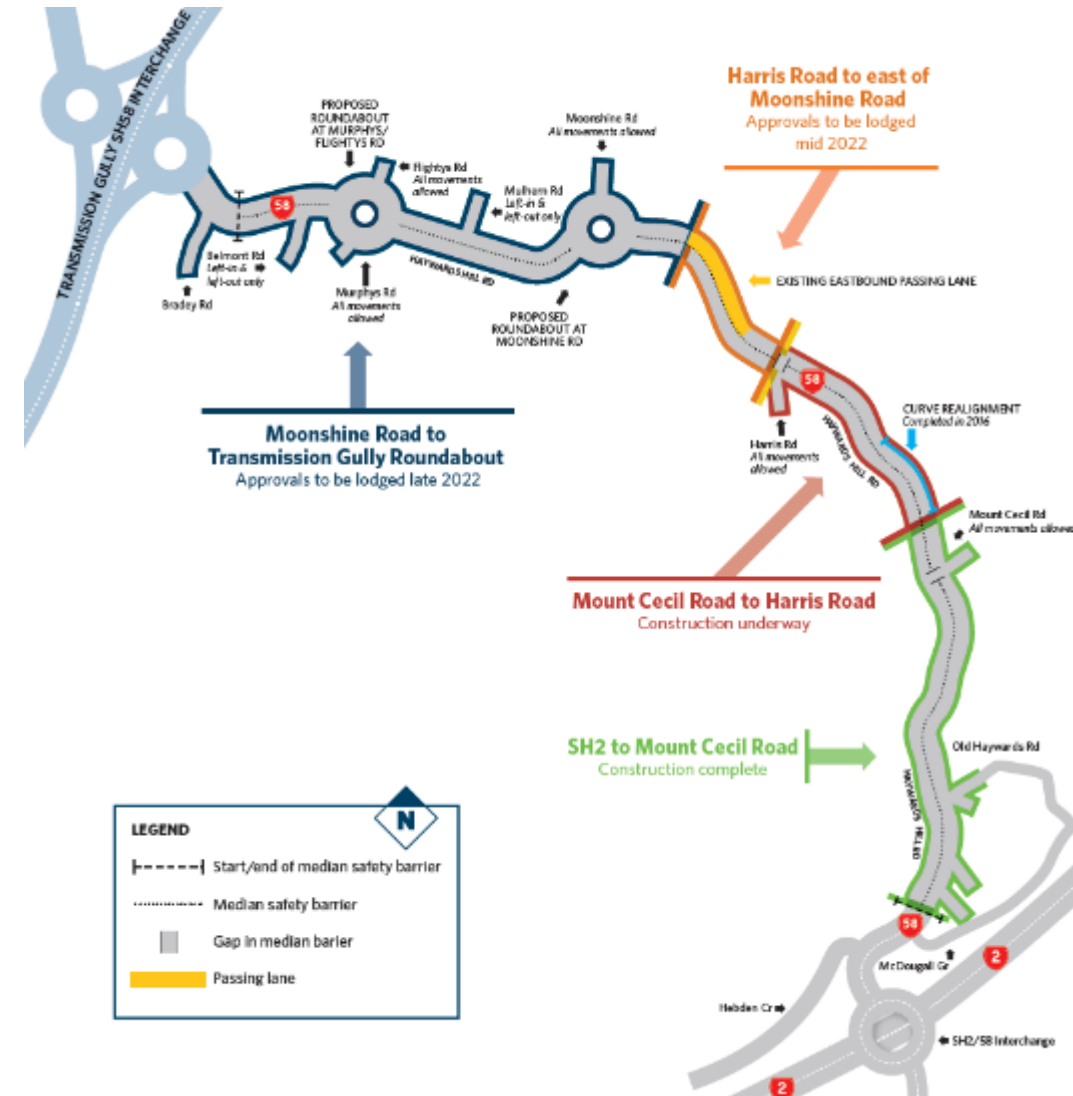 TRANSMISSION GULLY SH58 INTERCHANGE
PROPOSED
ROUNDABOUT
AT MURPHYS/
FLIGHTYS RD
Flightys Rd
All movements
allowed
Mulhern Rd
Left-in &
left-out only
Moonshine Rd
All movements allowed
Harris Road to east of
Moonshine Road
Approvals to be lodged
mid 2022
58
Belmont Rd
Left-in &
left-out only
Bradey Rd
Murphys Rd
All movements
allowed
HAYWARDS HILL RD
PROPOSED
ROUNDABOUT AT
MOONSHINE RD
EXISTING EASTBOUND PASSING LANE
Moonshine Road to
Transmission Gully Roundabout
Approvals to be lodged late 2022
58
Harris Rd
All movements
allowed
HAYWARDS HILL RD
CURVE REALIGNMENT
Completed in 2016
Mount Cecil Rd
All movements allowed
Mount Cecil Road to Harris Road
Construction underway
SH2 to Mount Cecil Road
Construction complete
Old Haywards Rd
HAYWARDS HILL RD
N
LEGEND
Start/end of median safety barrier
Median safety barrier
Gap in median barier
Passing lane
58
McDougall Gr
2
Hebden Cr
SH2/58 Interchange
2